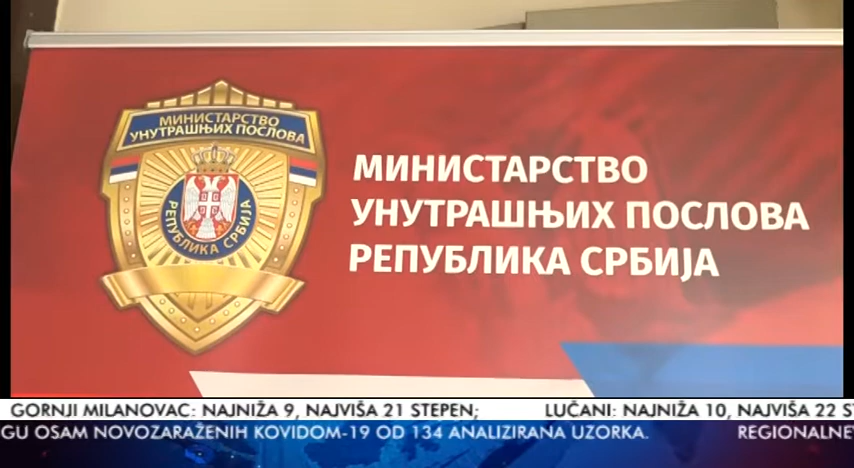 МИНИСТАРСТВО
УНУТРАШЊИХ ПОСЛОВА
РЕПУБЛИКА СРБИЈА
МИНИСТАРСТВО
УНУТРАШЊИХ ПОСЛОВА
РЕПУБЛИКА СРБИЈА
GORNJI MILANOVAC: NAJNIŽA 9, NAJVIŠA 21 STEPEN; LUČANI: NAJNIŽA 10, NAJVIŠA 22
OSAM NOVOZARAŽENIH KOVIDOM-19 OD 134 ANALIZIRANA UZORKA.